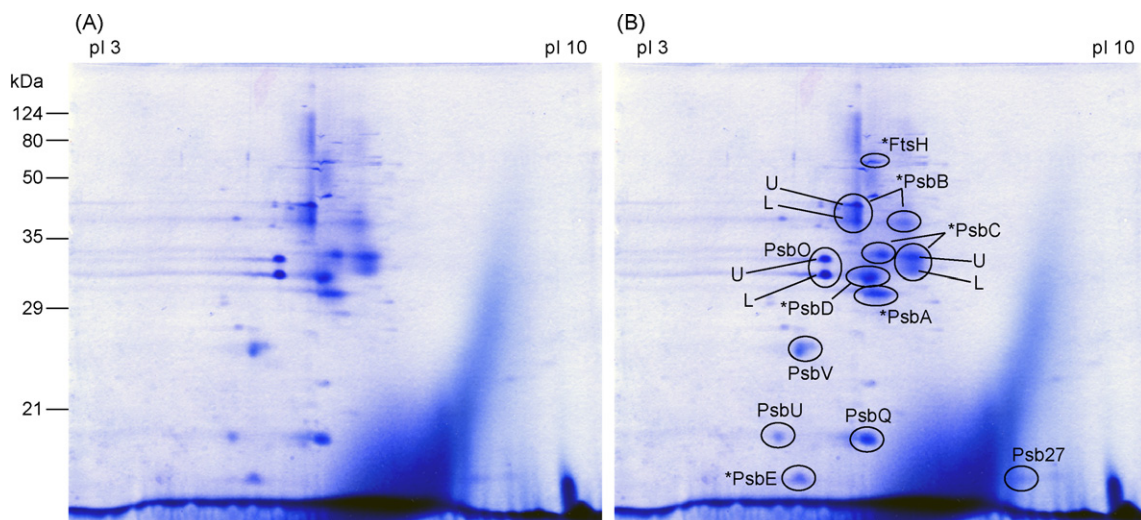 (A)
(B)
pI 3
pI 10
pI 3
pI 10
kDa
124
80
50
35
29
21
*FtsH
*PsbB
U
L
*PsbC
PsbO
U
L
U
L
*PsbD
*PsbA
PsbV
PsbU
PsbQ
Psb27
*PsbE